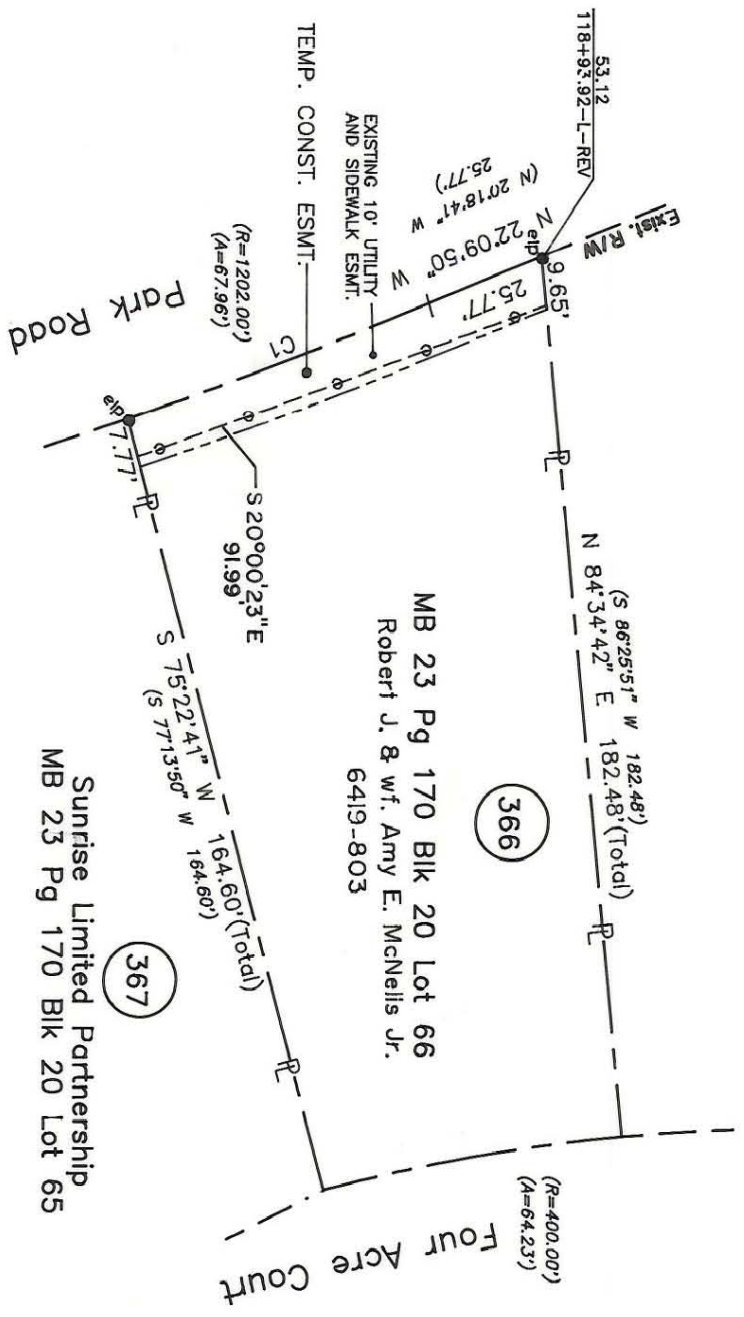 53.12
118+93.92-L-REV
Exist. R/W
eip
9.65'
N 22°09'50" W
25.77'
(N 20°18'41" W
25.77')
EXISTING 10' UTILITY
AND SIDEWALK ESMT.
TEMP. CONST. ESMT.
C1
(R=1202.00')
(A=67.96')
Park Road
eip
7.77'
PL
S 20°00'23"E
91.99'
PL
(S 86°25'51" W 182.48')
N 84°34'42" E 182.48'(Total)
PL
366
MB 23 Pg 170 Blk 20 Lot 66
Robert J. & wf. Amy E. McNelis Jr.
6419-803
S 75°22'41" W 164.60'(Total)
(S 77°13'50" W 164.60')
PL
367
Sunrise Limited Partnership
MB 23 Pg 170 Blk 20 Lot 65
(R=400.00')
(A=64.23')
Four Acre Court